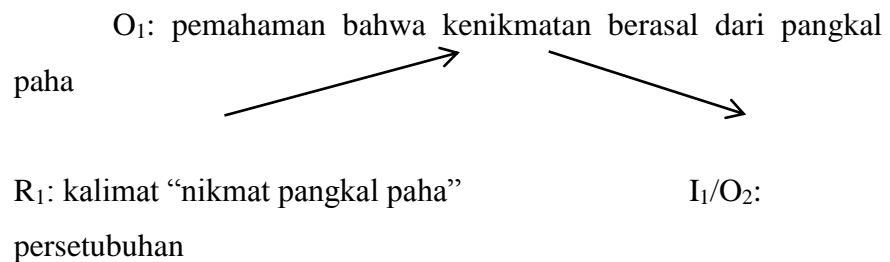 O₁: pemahaman bahwa kenikmatan berasal dari pangkal
paha
R₁: kalimat “nikmat pangkal paha” I₁/O₂:
persetubuhan